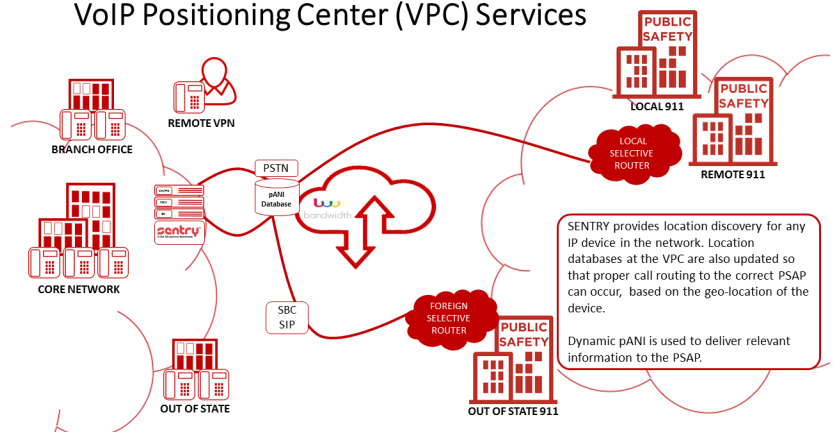 VoIP Positioning Center (VPC) Services
PUBLIC
SAFETY
LOCAL 911
PUBLIC
SAFETY
REMOTE 911
REMOTE VPN
BRANCH OFFICE
PSTN
pANI
Database
bandwidth
LOCAL
SELECTIVE
ROUTER
sentry
CORE NETWORK
SENTRY provides location discovery for any
IP device in the network. Location
databases at the VPC are also updated so
that proper call routing to the correct PSAP
can occur, based on the geo-location of the
device.
Dynamic pANI is used to deliver relevant
information to the PSAP.
SBC
SIP
FOREIGN
SELECTIVE
ROUTER
PUBLIC
SAFETY
OUT OF STATE
OUT OF STATE 911